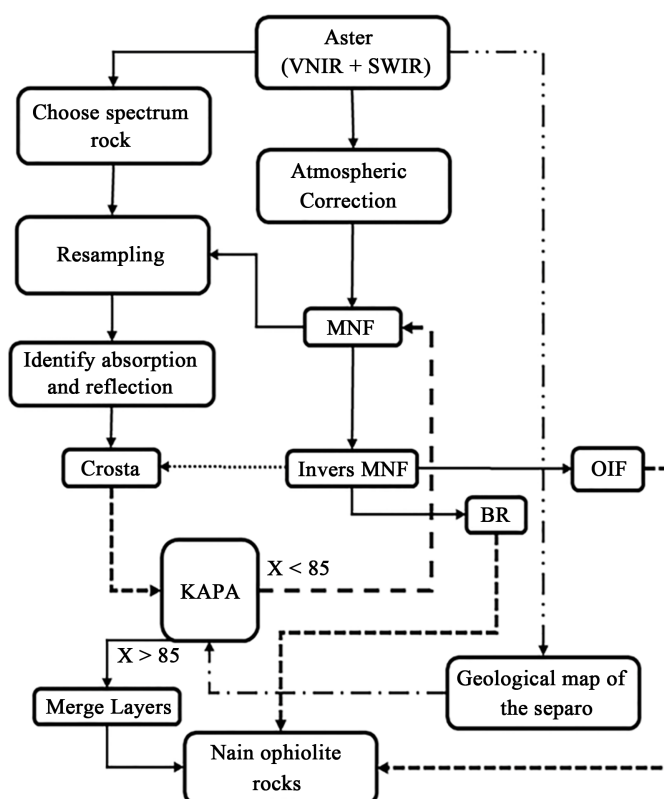 Aster
(VNIR + SWIR)
Choose spectrum
rock
Atmospheric
Correction
Resampling
MNF
Identify absorption
and reflection
Crosta
Invers MNF
OIF
BR
KAPA
X < 85
X > 85
Geological map of
the separo
Merge Layers
Nain ophiolite
rocks